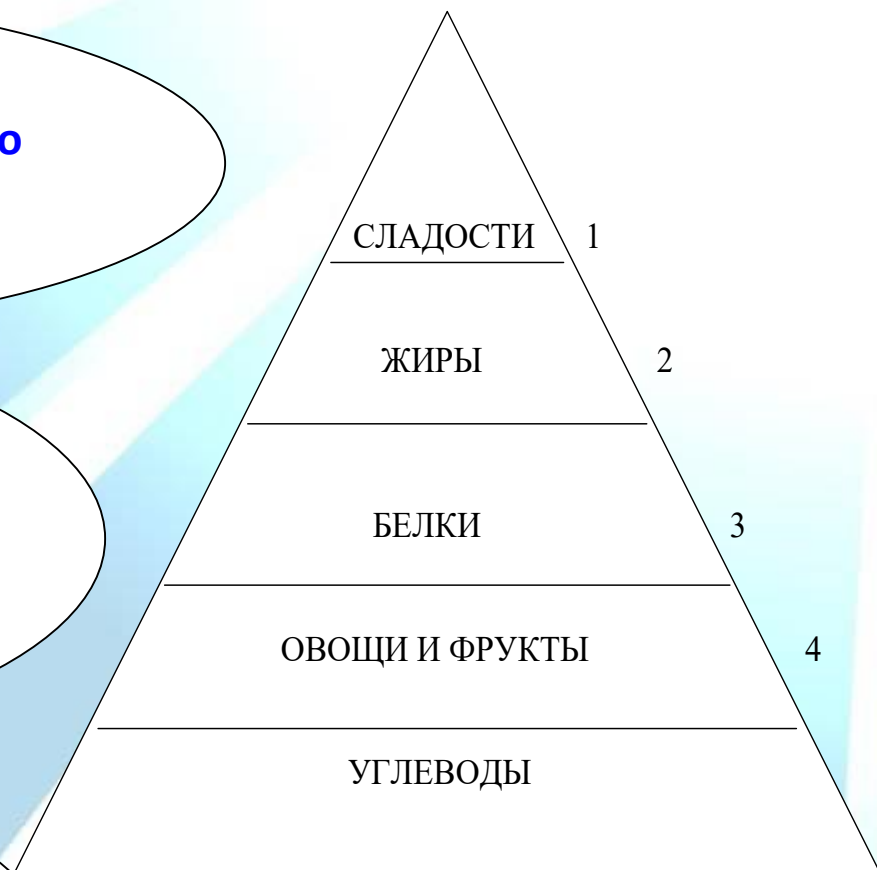 о
СЛАДОСТИ 1
ЖИРЫ 2
БЕЛКИ 3
ОВОЩИ И ФРУКТЫ 4
УГЛЕВОДЫ